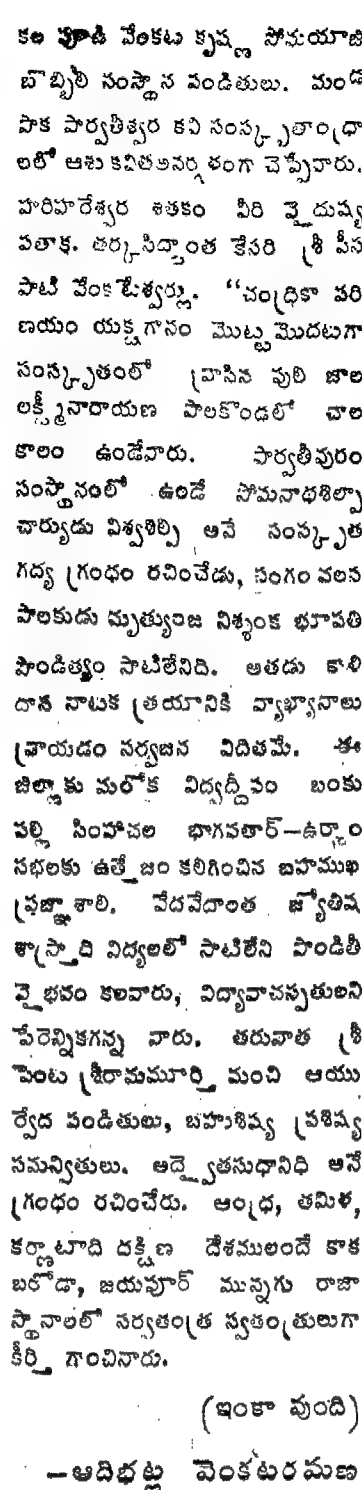 కల పూడి వేంకట కృష్ణ సోమయాజి
బొబ్బిలి సంస్థాన పండితులు. మండ
పాక పార్వతీశ్వర కవి సంస్కృతాంధ్రా
లలో ఆశు కవితఅనర్గళంగా చెప్పేవారు.
హరిహరేశ్వర శతకం వీరి వైదుష్య
పతాక. తర్కసిద్ధాంత కేసరి శ్రీ పీస
పాటి వేంకటేశ్వర్లు. “చంద్రికా పరి
ణయం యక్షగానం మొట్టమొదటగా
సంస్కృతంలో వ్రాసిన పులి జాల
లక్ష్మీనారాయణ పాలకొండలో చాల
కాలం ఉండేవారు. పార్వతీపురం
సంస్థానంలో ఉండే సోమనాథశిల్పా
చార్యుడు విశ్వశిల్పి అనే సంస్కృత
గద్య గ్రంధం రచించేడు, సంగం వలస
పాలకుడు మృత్యుంజ నిశ్శంక భూపతి
పాండిత్యం సాటిలేనిది. అతడు కాళి
దాస నాటక త్రయానికి వ్యాఖ్యానాలు
వ్రాయడం సర్వజన విదితమే. ఈ
జిల్లాకు మరోక విద్వద్దీపం బంకు
పల్లి సింహాచల భాగవతార్—ఉర్లాం
సభలకు ఉత్తేజం కలిగించిన బహముఖ
ప్రజ్ఞాశాలి. వేదవేదాంత జ్యోతిష
శాస్త్రాది విద్యలలో సాటిలేని పాండితీ
వైభవం కలవారు, విద్యావాచస్పతులని
పేరెన్నికగన్న వారు. తరువాత శ్రీ
పెంట శ్రీరామమూర్తి మంచి ఆయు
ర్వేద పండితులు, బహుశిష్య ప్రశిష్య
సమన్వితులు. అద్వైతసుధానిధి అనే
గ్రంధం రచించేరు. ఆంధ్ర, తమిళ,
కర్ణాటాది దక్షిణ దేశములందే కాక
బరోడా, జయపూర్ మున్నగు రాజా
స్థానాలలో సర్వతంత్ర స్వతంత్రులుగా
కీర్తి గాంచినారు.
(ఇంకా వుంది)
—ఆదిభట్ల వెంకటరమణ